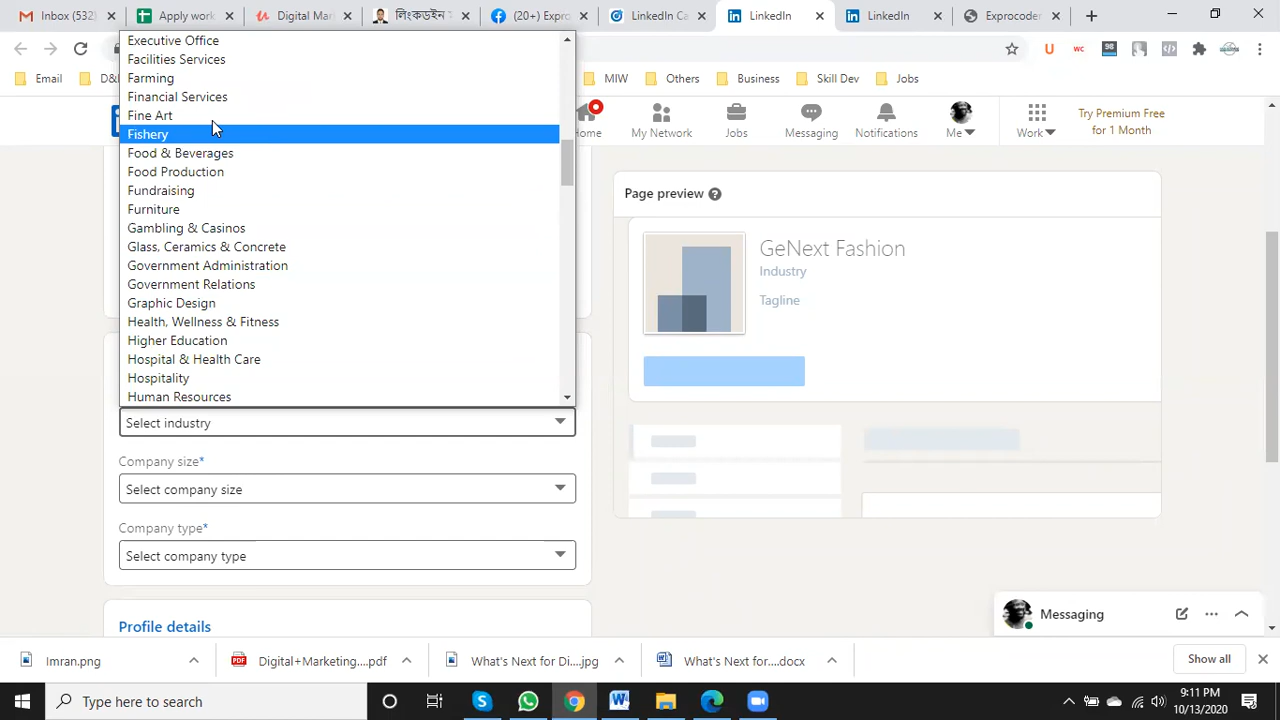 Inbox (532)
Apply work
Digital Mar
লিংকডইন
(20+) Expro
LinkedIn Ca
LinkedIn
LinkedIn
Exprocoder
Email
D&
MIW
Others
Business
Skill Dev
Jobs
Home
My Network
Jobs
Messaging
Notifications
Me
Work
Try Premium Free
for 1 Month
Executive Office
Facilities Services
Farming
Financial Services
Fine Art
Fishery
Food & Beverages
Food Production
Fundraising
Furniture
Gambling & Casinos
Glass, Ceramics & Concrete
Government Administration
Government Relations
Graphic Design
Health, Wellness & Fitness
Higher Education
Hospital & Health Care
Hospitality
Human Resources
Select industry
Company size*
Select company size
Company type*
Select company type
Profile details
Page preview
GeNext Fashion
Industry
Tagline
Messaging
Imran.png
Digital+Marketing....pdf
What's Next for Di....jpg
What's Next for....docx
Show all
Type here to search
9:11 PM
10/13/2020